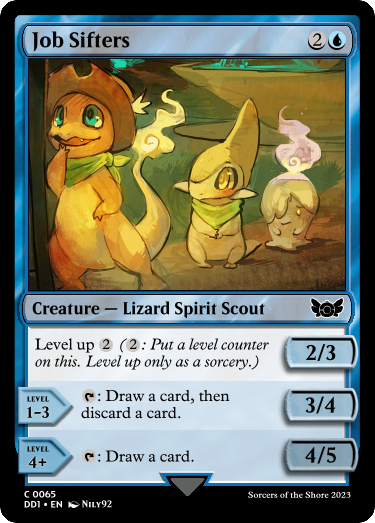 Job Sifters 2
Creature — Lizard Spirit Scout
Level up 2 (2: Put a level counter
on this. Level up only as a sorcery.)
2/3
LEVEL
1-3
: Draw a card, then
discard a card.
3/4
LEVEL
4+
: Draw a card.
4/5
C 0065
DD1 • EN NILY92
Sorcers of the Shore 2023